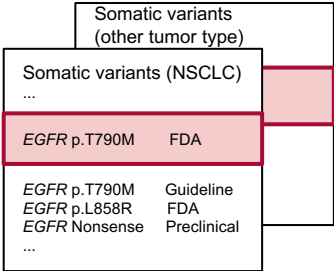 Somatic variants
(other tumor type)
Somatic variants (NSCLC)
...
EGFR p.T790M FDA
EGFR p.T790M Guideline
EGFR p.L858R FDA
EGFR Nonsense Preclinical
...